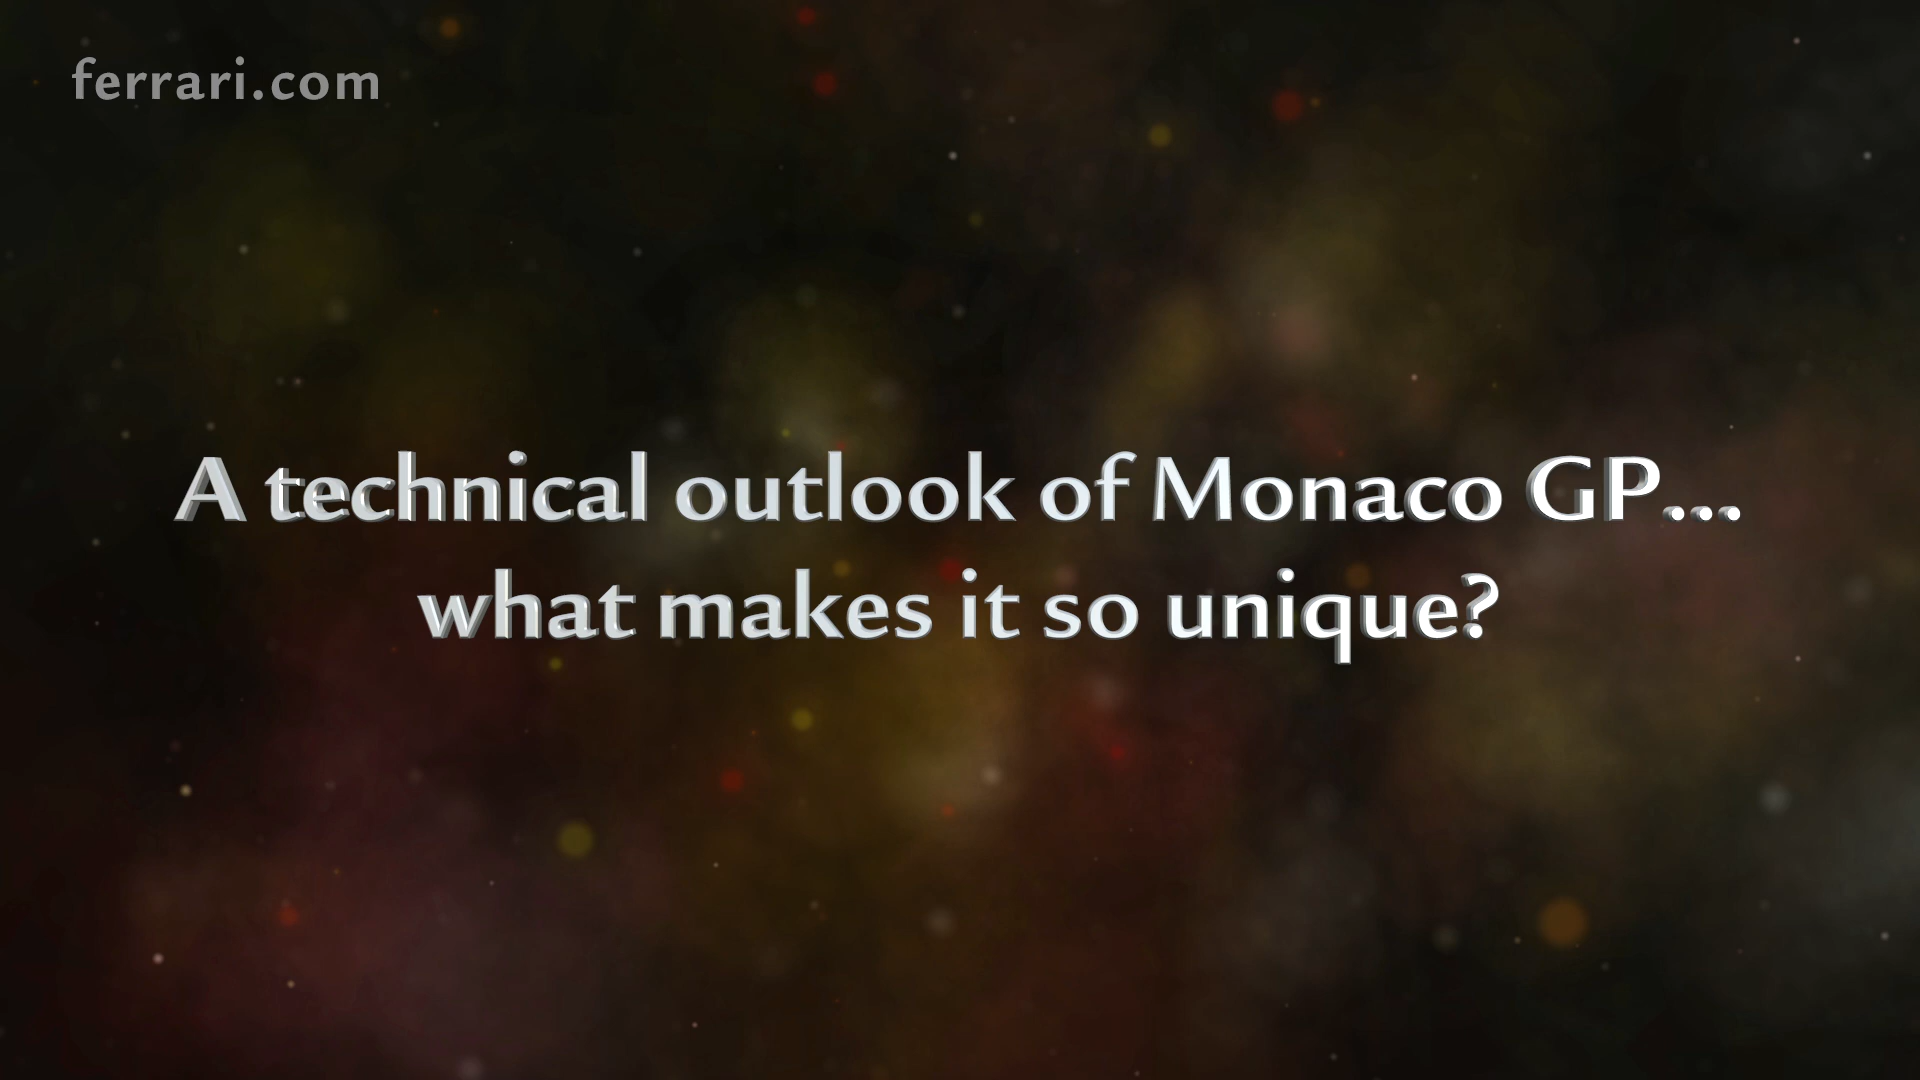 ferrari.com
A technical outlook of Monaco GP...
what makes it so unique?